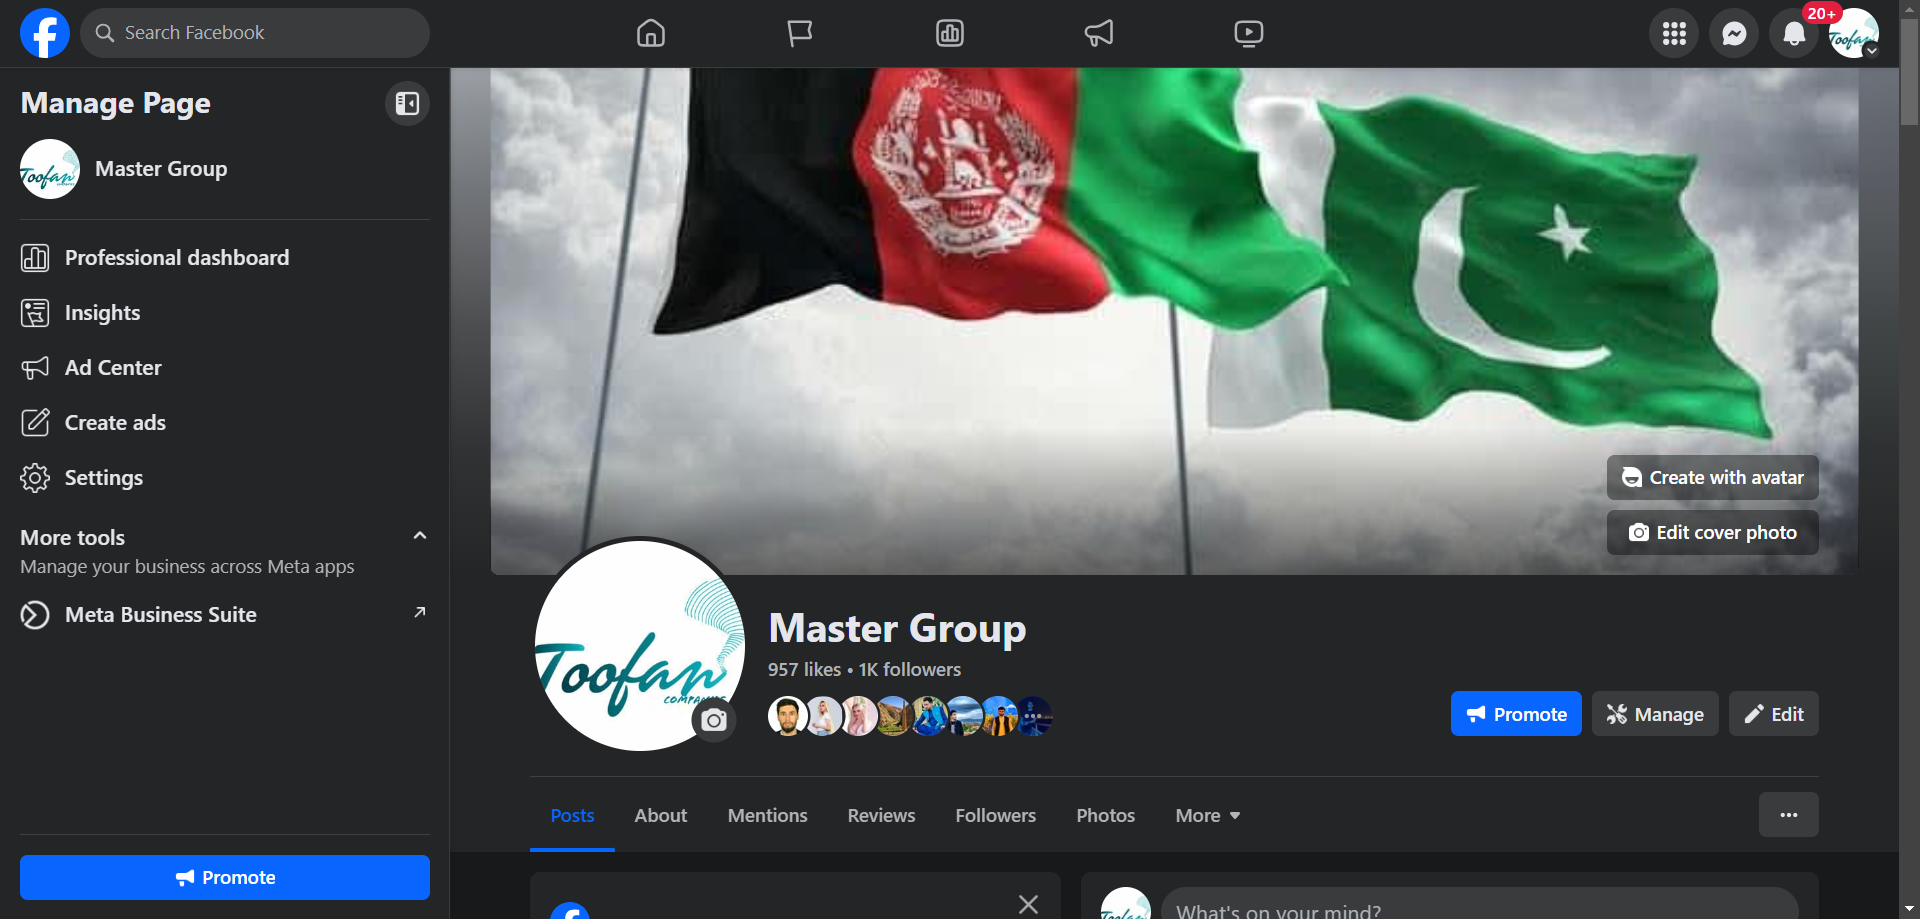 Search Facebook
20+
Toofan
Manage Page
Toofan
Master Group
Professional dashboard
Insights
Ad Center
Create ads
Settings
More tools
Manage your business across Meta apps
Meta Business Suite
Promote
Create with avatar
Edit cover photo
Toofan
Master Group
957 likes • 1K followers
Promote
Manage
Edit
Posts
About
Mentions
Reviews
Followers
Photos
More
What's on your mind?